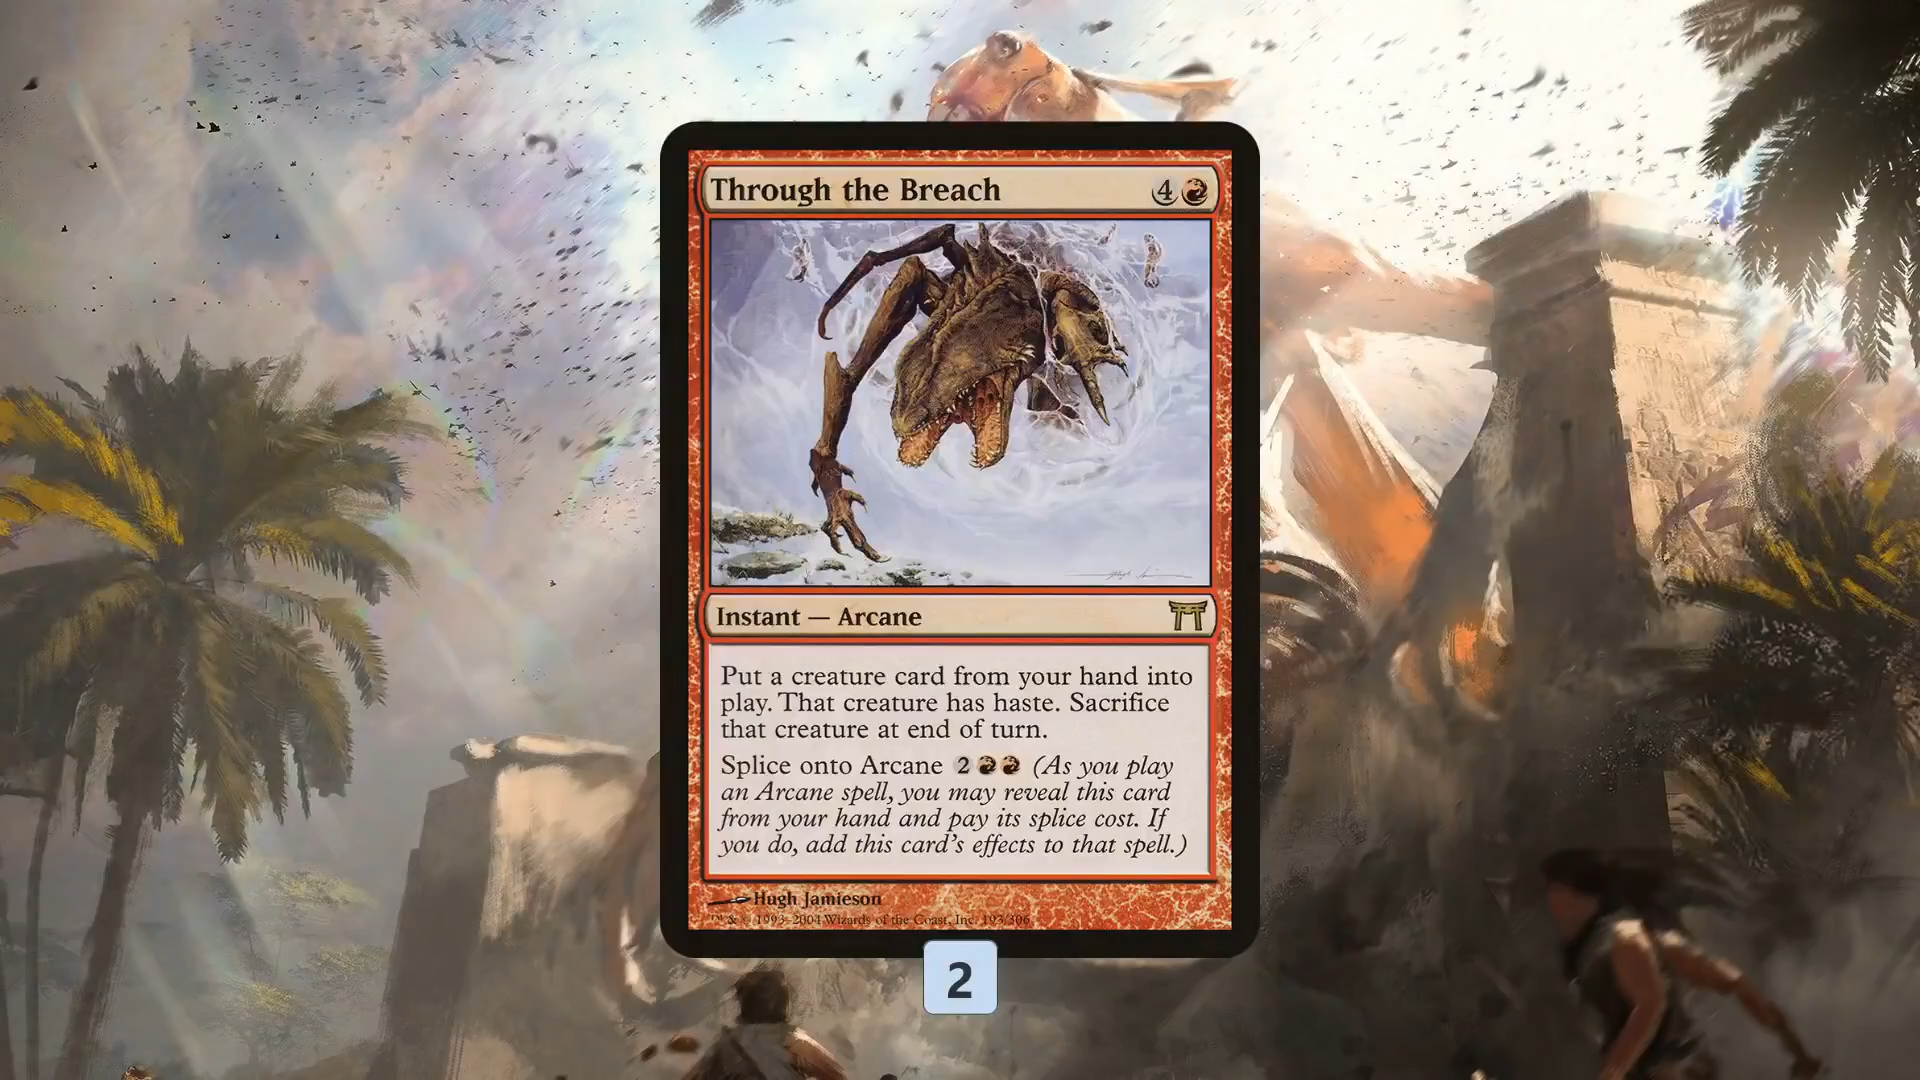 Through the Breach 4
Instant — Arcane
Put a creature card from your hand into
play. That creature has haste. Sacrifice
that creature at end of turn.
Splice onto Arcane 2 (As you play
an Arcane spell, you may reveal this card
from your hand and pay its splice cost. If
you do, add this card's effects to that spell.)
Hugh Jamieson
™ & © 1993–2004 Wizards of the Coast, Inc. 193/306
2